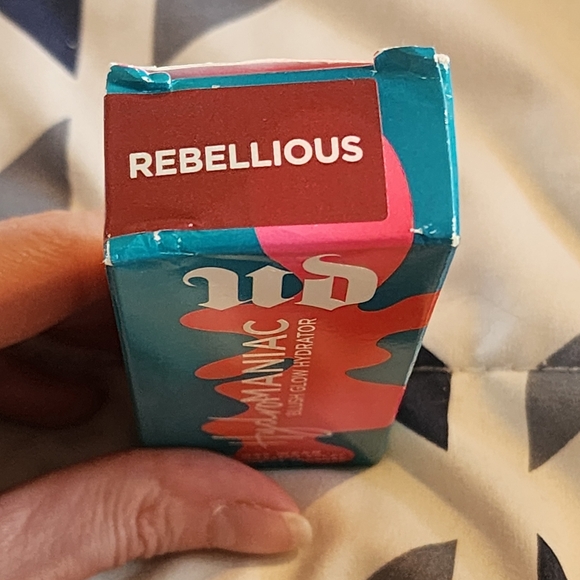 REBELLIOUS
UD
HydroMANIAC
BLUSH GLOW HYDRATOR